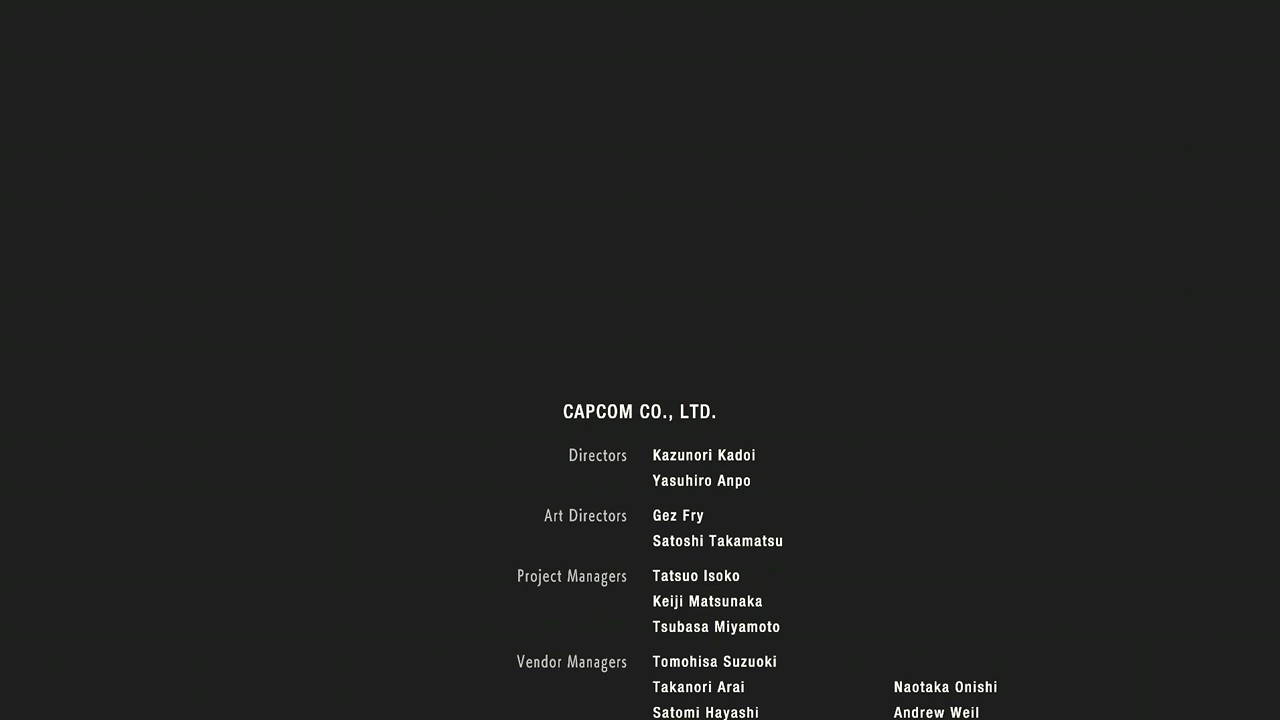 CAPCOM CO., LTD.
Directors Kazunori Kadoi
Yasuhiro Anpo
Art Directors Gez Fry
Satoshi Takamatsu
Project Managers Tatsuo Isoko
Keiji Matsunaka
Tsubasa Miyamoto
Vendor Managers Tomohisa Suzuoki
Takanori Arai Naotaka Onishi
Satomi Hayashi Andrew Weil